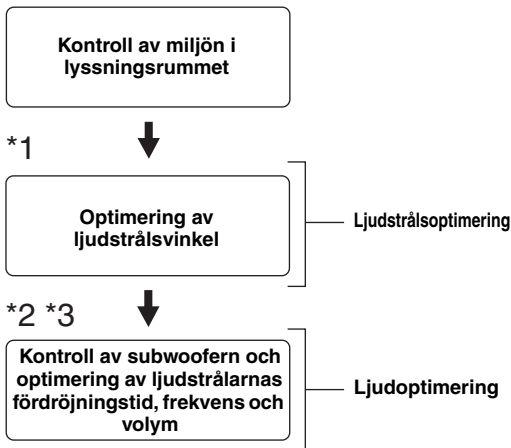 Kontroll av miljön i
lyssningsrummet
*1
Optimering av
ljudstrålsvinkel
Ljudstrålsoptimering
*2 *3
Kontroll av subwoofern och
optimering av ljudstrålarnas
fördröjningstid, frekvens och
volym
Ljudoptimering